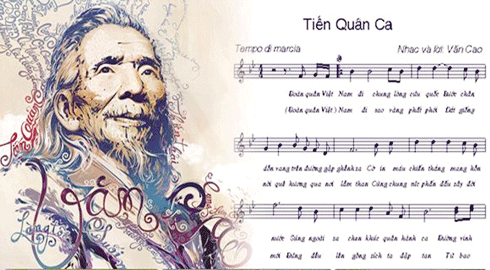 Tiến Quân Ca
Tempo di marcia
Nhạc và lời: Văn Cao
Đoàn quân Việt Nam đi chung lòng cứu quốc Bước chân
(Đoàn quân Việt) Nam đi sao vàng phấp phới Dắt giống
dồn vang trên đường gập ghềnh xa Cờ in máu chiến thắng mang hồn
nòi quê hương qua nơi lầm than Cùng chung sức phấn đấu xây đời
nước Súng ngoài xa chen khúc quân hành ca Đường vinh
mới Đứng đều lên gông xích ta đập tan Từ bao
Tiến Quân
Văn Cao